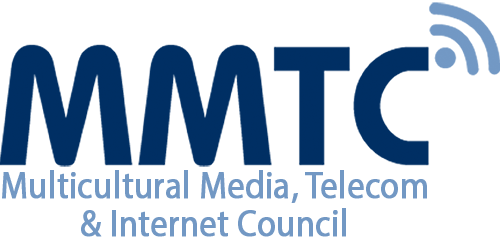 MMTC
Multicultural Media, Telecom
& Internet Council